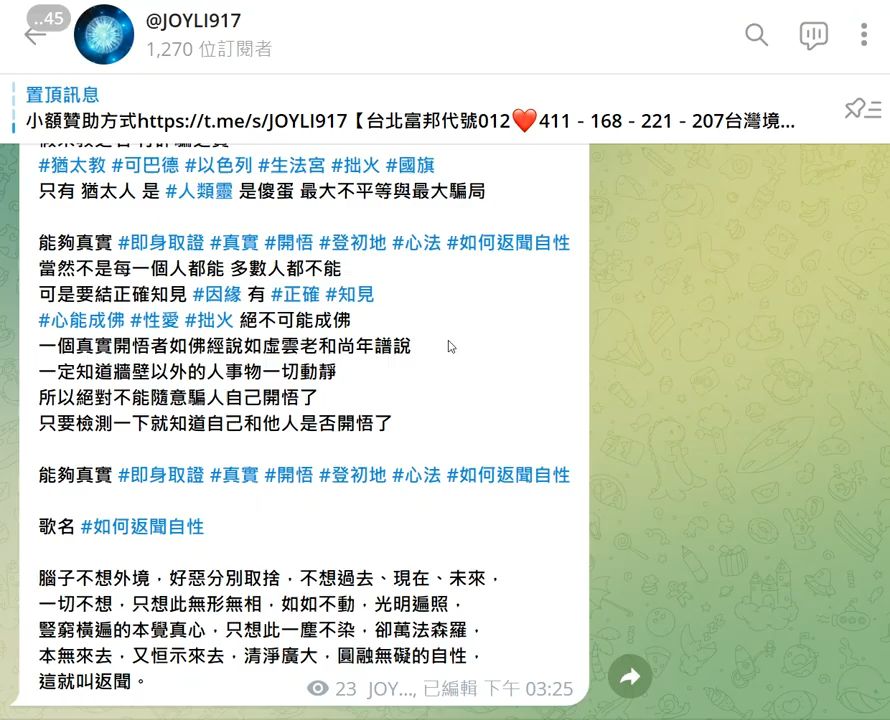 ..45
@JOYLI917
1,270 位訂閱者
置頂訊息
小額贊助方式https://t.me/s/JOYLI917【台北富邦代號012❤️411 - 168 - 221 - 207台灣境...
#猶太教 #可巴德 #以色列 #生法宮 #拙火 #國旗
只有 猶太人 是 #人類靈 是傻蛋 最大不平等與最大騙局
能夠真實 #即身取證 #真實 #開悟 #登初地 #心法 #如何返聞自性
當然不是每一個人都能 多數人都不能
可是要結正確知見 #因緣 有 #正確 #知見
#心能成佛 #性愛 #拙火 絕不可能成佛
一個真實開悟者如佛經說如虛雲老和尚年譜說
一定知道牆壁以外的人事物一切動靜
所以絕對不能隨意騙人自己開悟了
只要檢測一下就知道自己和他人是否開悟了
能夠真實 #即身取證 #真實 #開悟 #登初地 #心法 #如何返聞自性
歌名 #如何返聞自性
腦子不想外境，好惡分別取捨，不想過去、現在、未來，
一切不想，只想此無形無相，如如不動，光明遍照，
豎窮橫遍的本覺真心，只想此一塵不染，卻萬法森羅，
本無來去，又恒示來去，清淨廣大，圓融無礙的自性，
這就叫返聞。
23 JOY..., 已編輯 下午 03:25